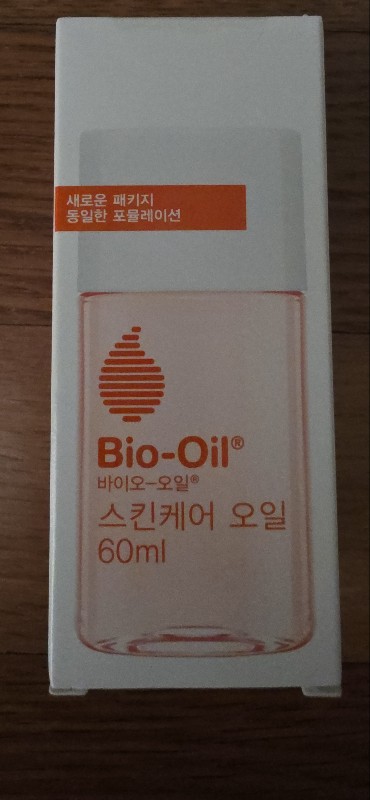 새로운 패키지
동일한 포뮬레이션
Bio-Oil®
바이오-오일®
스킨케어 오일
60ml